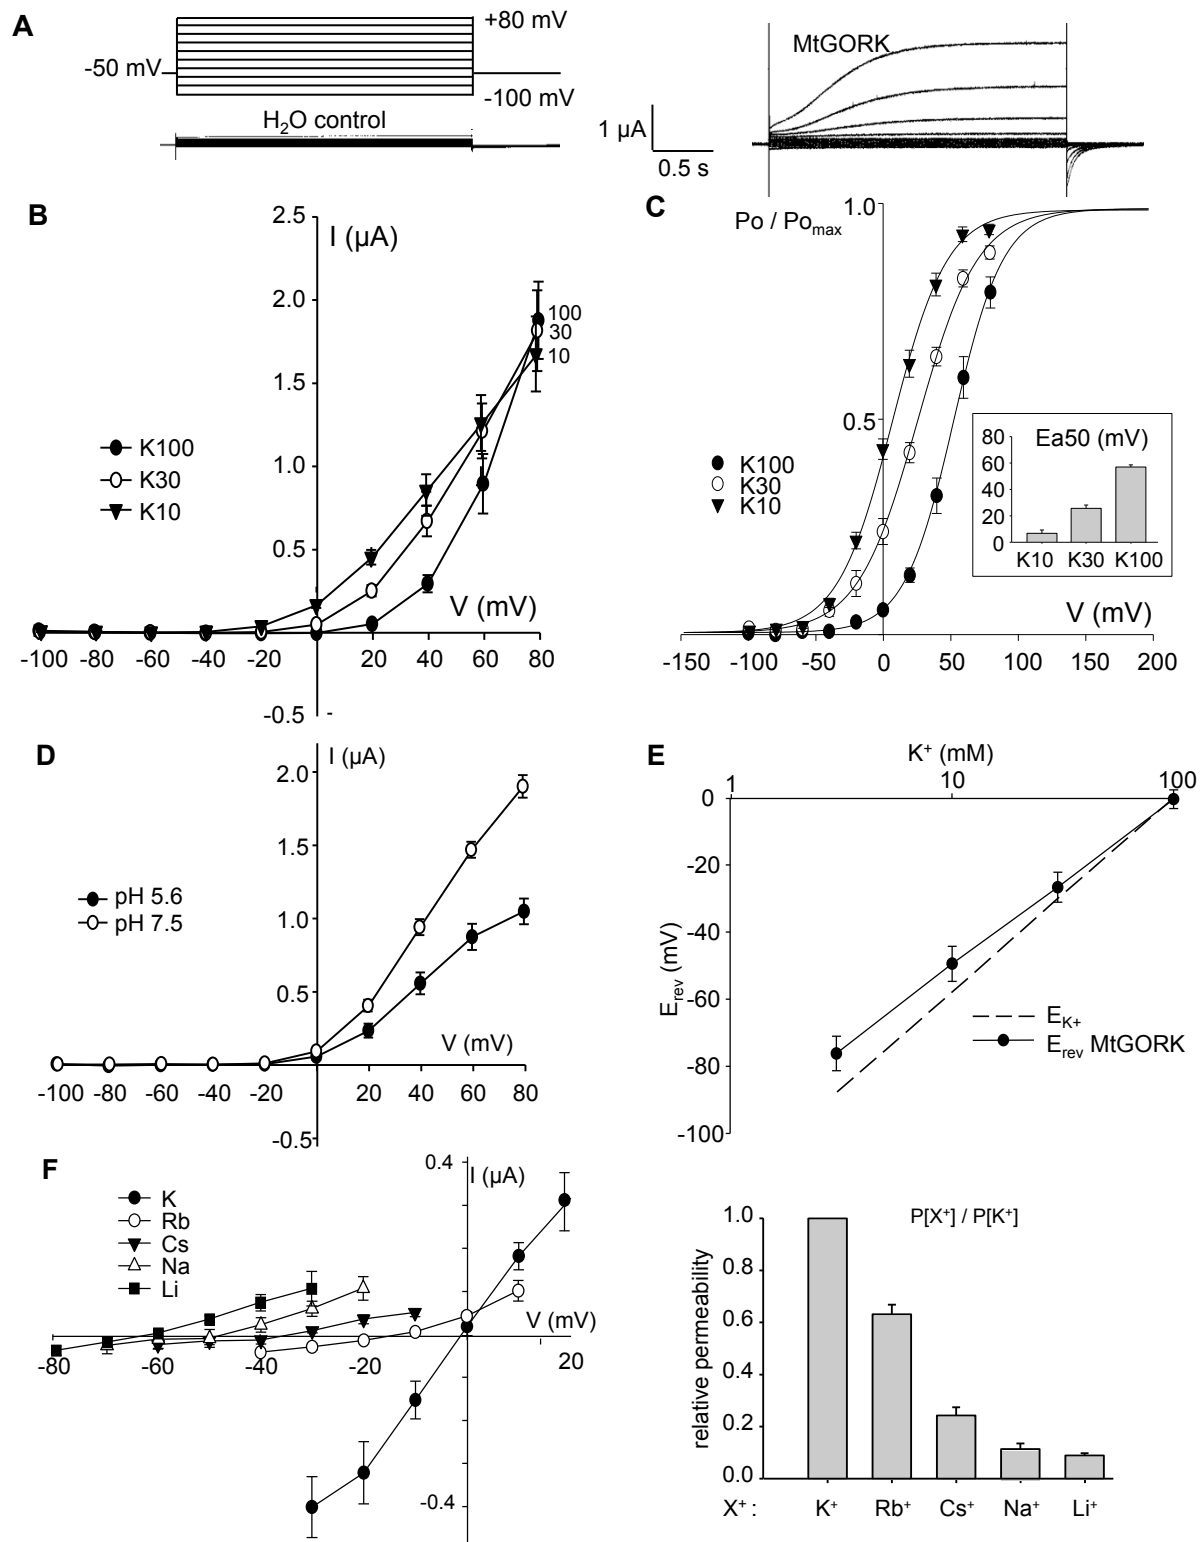 A
+80 mV
-50 mV
-100 mV
H2O control
MtGORK
1 µA
0.5 s
B
2.5
I (µA)
2.0
100
30
10
1.5
K100
K30
K10
1.0
0.5
V (mV)
-100 -80 -60 -40 -20 20 40 60 80
-0.5
C
1.0
Po / Pomax
0.5
K100
K30
K10
80
60
40
20
0
Ea50 (mV)
K10 K30 K100
V (mV)
-150 -100 -50 0 50 100 150 200
D
I (µA)
2.0
1.5
pH 5.6
pH 7.5
1.0
0.5
V (mV)
-100 -80 -60 -40 -20 20 40 60 80
-0.5
E
K+ (mM)
1 10 100
0
-20
-40
-60
-80
-100
Erev (mV)
EK+
Erev MtGORK
F
0.4
I (µA)
K
Rb
Cs
Na
Li
V (mV)
-80 -60 -40 -20 20
-0.4
P[X+] / P[K+]
relative permeability
1.0
0.8
0.6
0.4
0.2
0.0
X+ : K+ Rb+ Cs+ Na+ Li+